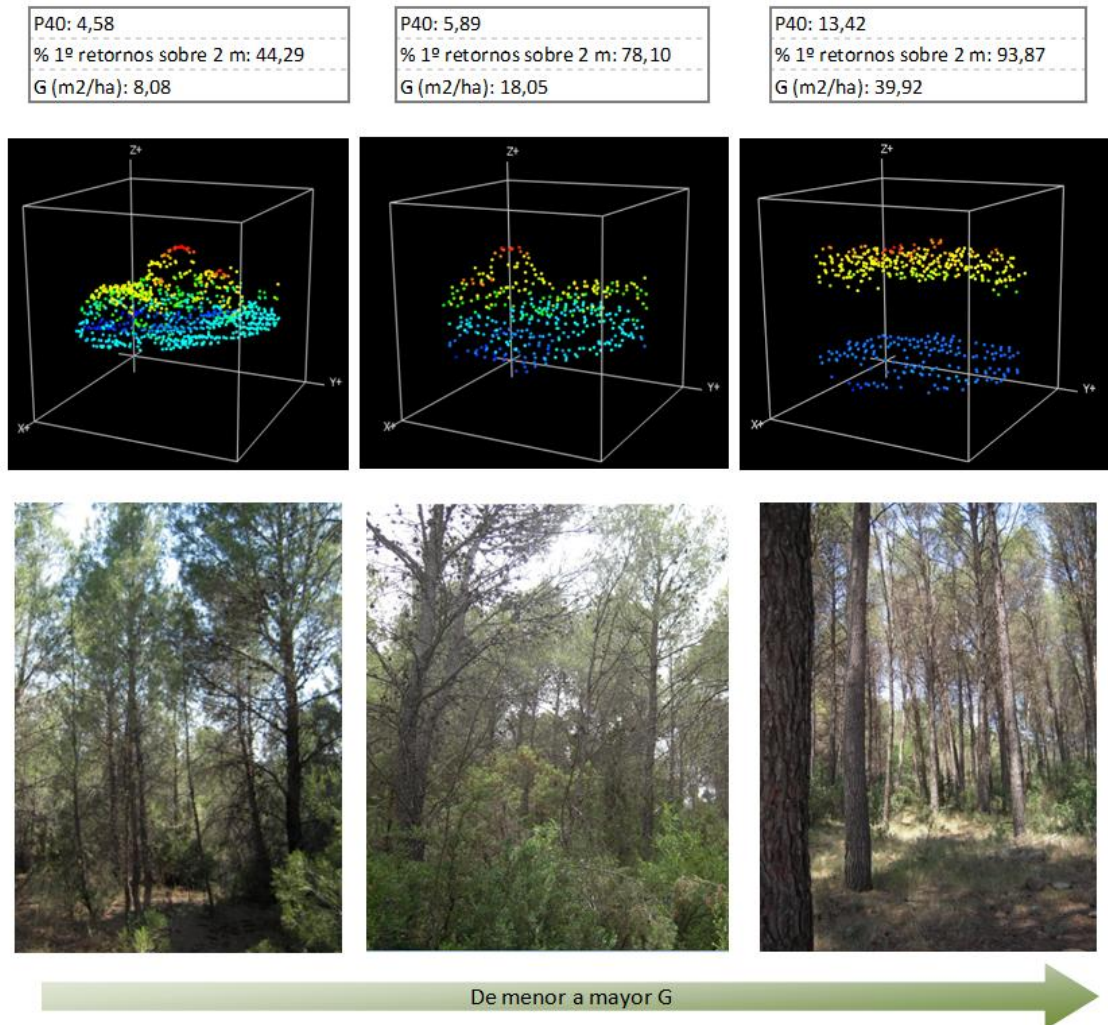 P40: 4,58
% 1º retornos sobre 2 m: 44,29
G (m2/ha): 8,08
P40: 5,89
% 1º retornos sobre 2 m: 78,10
G (m2/ha): 18,05
P40: 13,42
% 1º retornos sobre 2 m: 93,87
G (m2/ha): 39,92
Z+
Y+
X+
Z+
Y+
X+
Z+
Y+
X+
De menor a mayor G